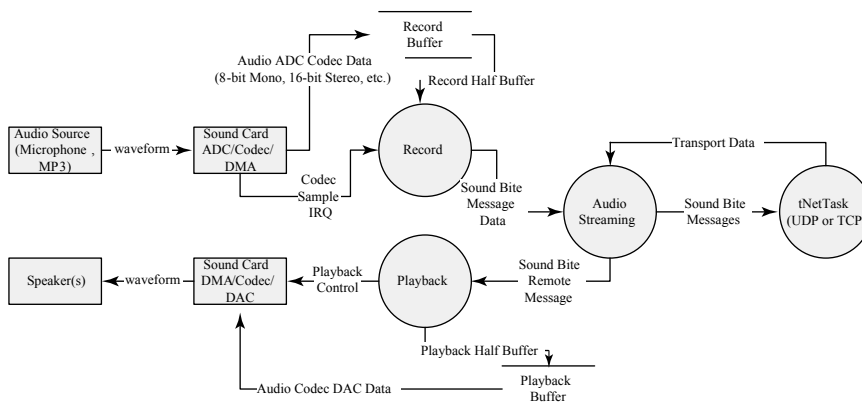 Record
Buffer
Audio ADC Codec Data
(8-bit Mono, 16-bit Stereo, etc.)
Record Half Buffer
Audio Source
(Microphone ,
MP3)
waveform
Sound Card
ADC/Codec/
DMA
Codec
Sample
IRQ
Record
Sound Bite
Message
Data
Transport Data
Audio
Streaming
Sound Bite
Messages
tNetTask
(UDP or TCP
Speaker(s)
waveform
Sound Card
DMA/Codec/
DAC
Playback
Control
Playback
Sound Bite
Remote
Message
Playback Half Buffer
Audio Codec DAC Data
Playback
Buffer